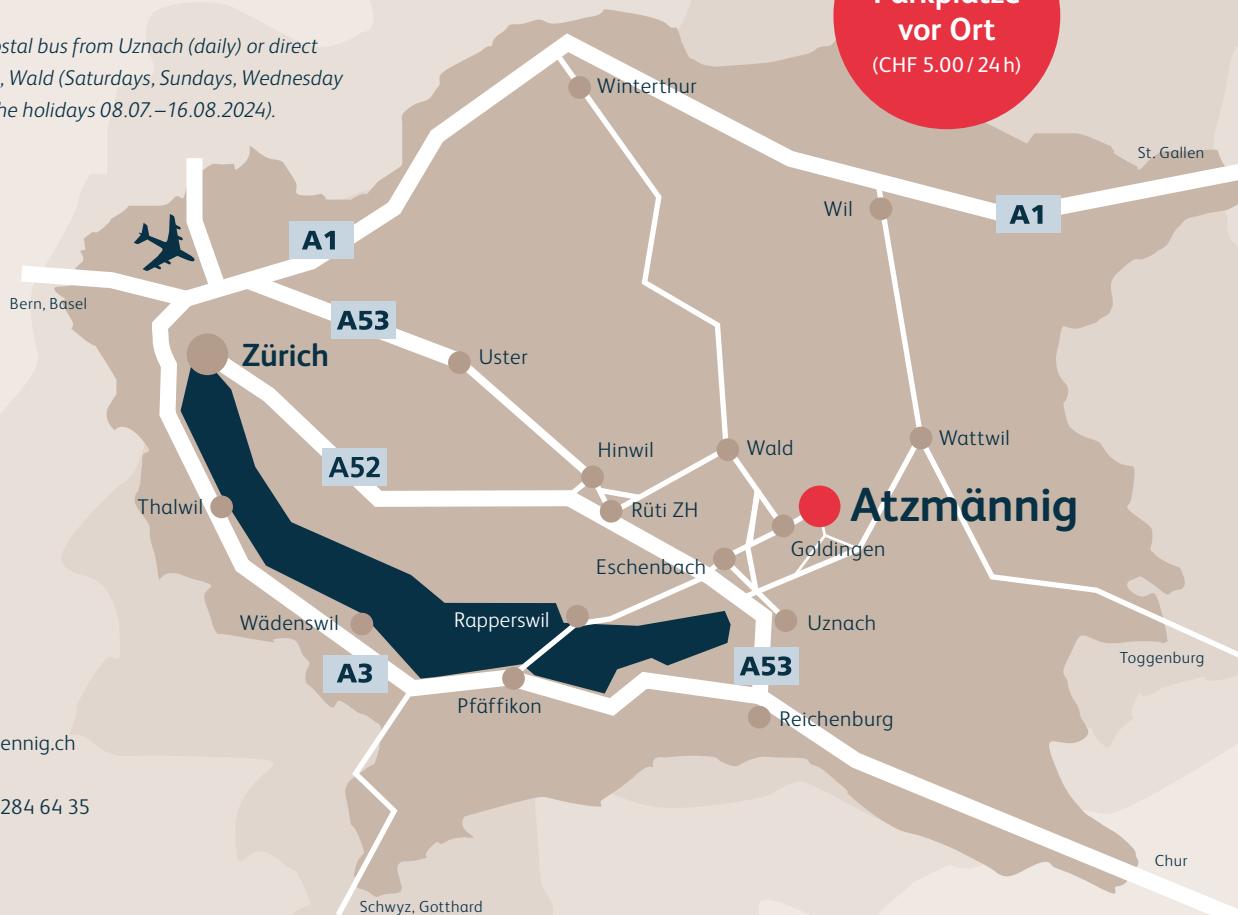 Parkplätze
vor Ort
(CHF 5.00 / 24 h)
ostal bus from Uznach (daily) or direct
, Wald (Saturdays, Sundays, Wednesday
he holidays 08.07.–16.08.2024).
Winterthur
St. Gallen
Wil
A1
A1
Bern, Basel
A53
Zürich
Uster
Hinwil
Wald
Wattwil
A52
Thalwil
Rüti ZH
Atzmännig
Goldingen
Eschenbach
Wädenswil
Rapperswil
Uznach
Toggenburg
A3
A53
Pfäffikon
Reichenburg
ennig.ch
284 64 35
Chur
Schwyz, Gotthard